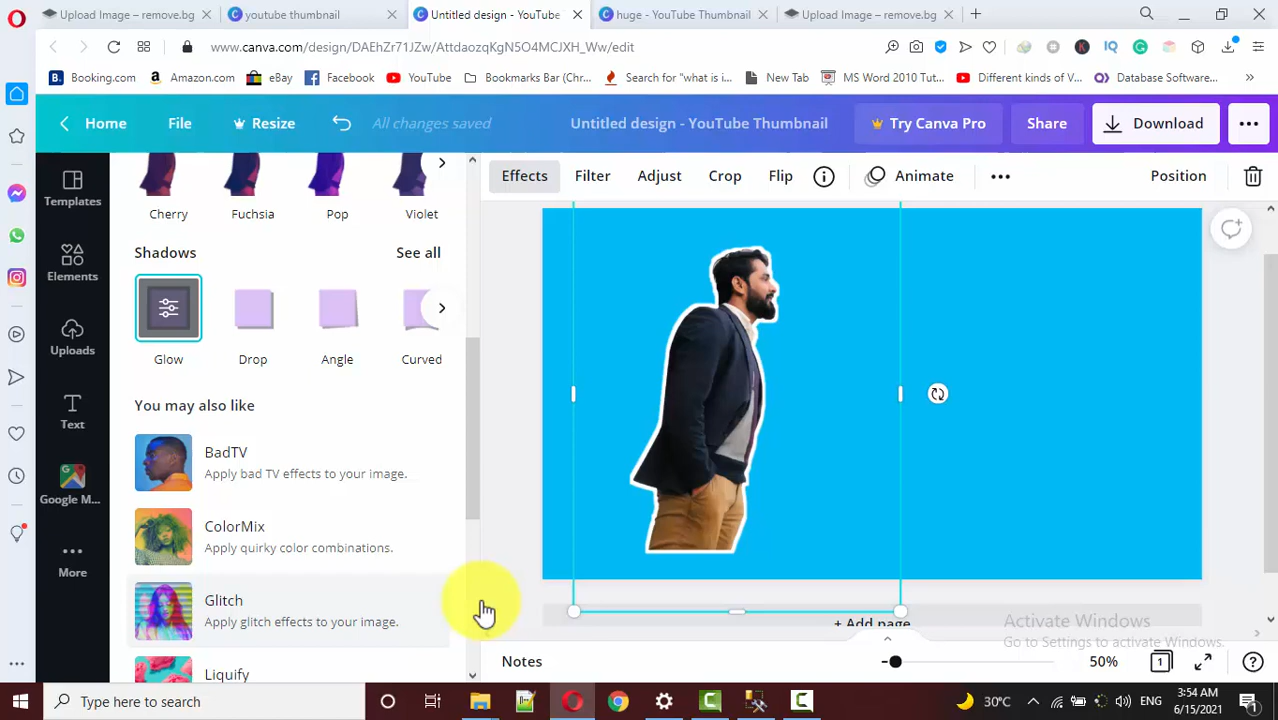 Upload Image – remove.bg
youtube thumbnail
Untitled design - YouTube
huge - YouTube Thumbnail
Upload Image – remove.bg
www.canva.com/design/DAEhZr71JZw/AttdaozqKgN5O4MCJXH_Ww/edit
Booking.com
Amazon.com
eBay
Facebook
YouTube
Bookmarks Bar (Chr...
Search for "what is i...
New Tab
MS Word 2010 Tut...
Different kinds of V...
Database Software...
Home
File
Resize
All changes saved
Untitled design - YouTube Thumbnail
Try Canva Pro
Share
Download
Effects
Filter
Adjust
Crop
Flip
Animate
Position
Templates
Elements
Uploads
Text
Google M...
More
Cherry
Fuchsia
Pop
Violet
Shadows
See all
Glow
Drop
Angle
Curved
You may also like
BadTV
Apply bad TV effects to your image.
ColorMix
Apply quirky color combinations.
Glitch
Apply glitch effects to your image.
Liquify
+ Add page
Activate Windows
Go to Settings to activate Windows.
Notes
50%
1
Type here to search
30°C
ENG
3:54 AM
6/15/2021